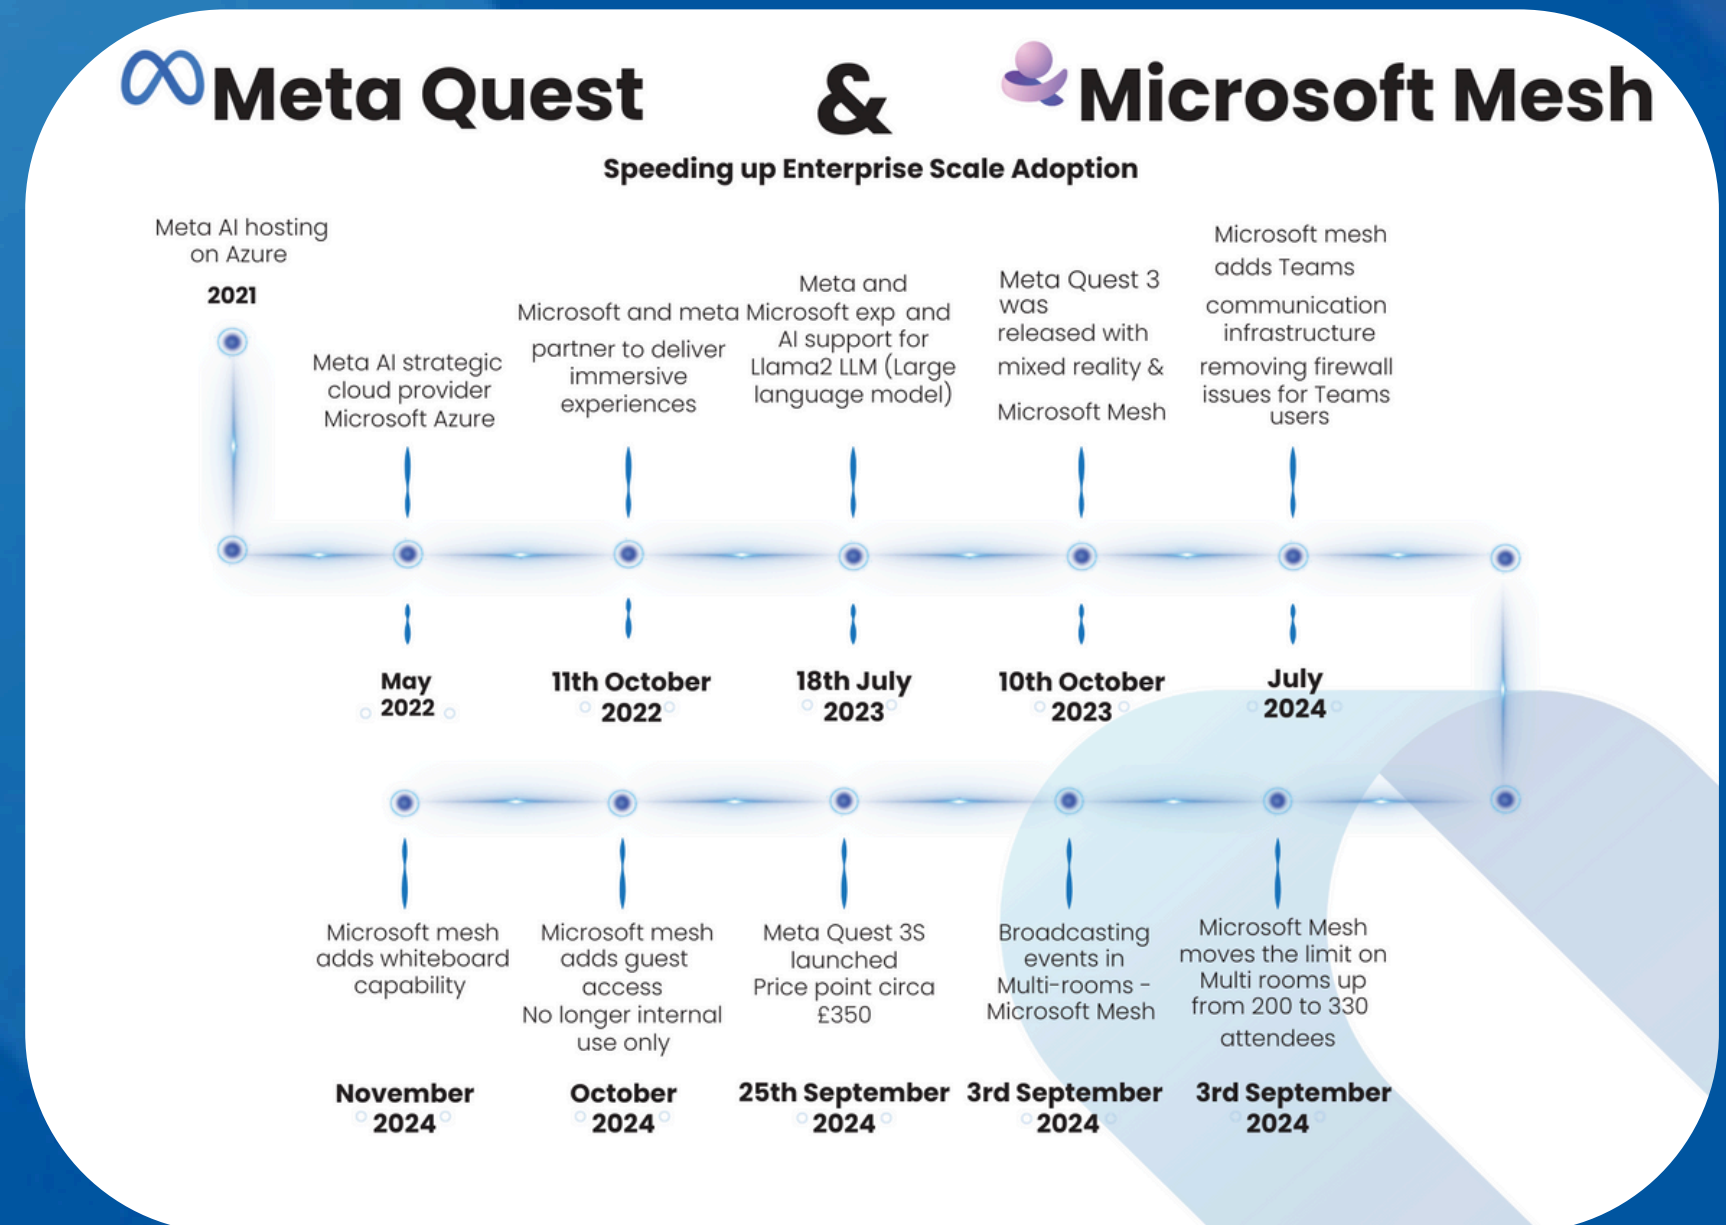 Meta Quest & Microsoft Mesh
Speeding up Enterprise Scale Adoption
Meta AI hosting
on Azure
2021
Meta AI strategic
cloud provider
Microsoft Azure
May
2022
Microsoft and meta
partner to deliver
immersive
experiences
11th October
2022
Meta and
Microsoft exp and
AI support for
Llama2 LLM (Large
language model)
18th July
2023
Meta Quest 3
was
released with
mixed reality &
Microsoft Mesh
10th October
2023
Microsoft mesh
adds Teams
communication
infrastructure
removing firewall
issues for Teams
users
July
2024
Microsoft Mesh
moves the limit on
Multi rooms up
from 200 to 330
attendees
3rd September
2024
Broadcasting
events in
Multi-rooms -
Microsoft Mesh
3rd September
2024
Meta Quest 3S
launched
Price point circa
£350
25th September
2024
Microsoft mesh
adds guest
access
No longer internal
use only
October
2024
Microsoft mesh
adds whiteboard
capability
November
2024